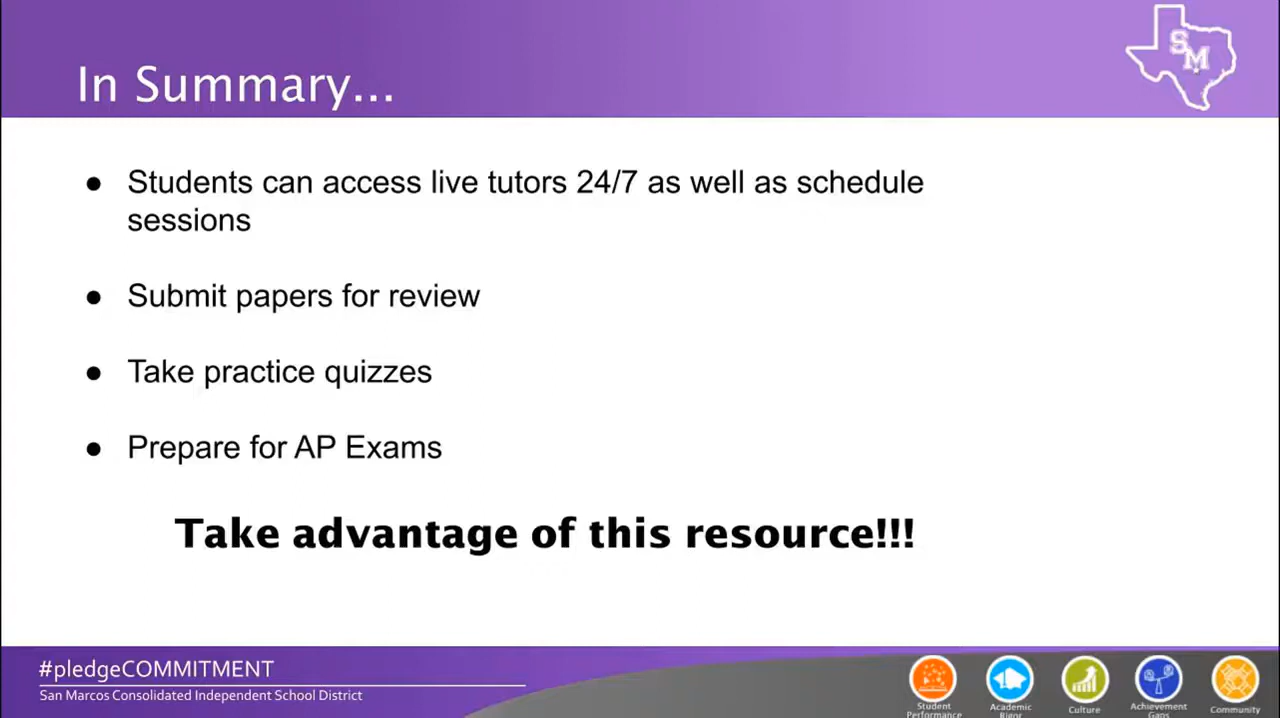 SM
In Summary...
● Students can access live tutors 24/7 as well as schedule
sessions
● Submit papers for review
● Take practice quizzes
● Prepare for AP Exams
Take advantage of this resource!!!
#pledgeCOMMITMENT
San Marcos Consolidated Independent School District
Student
Performance
Academic
Rigor
Culture
Achievement
Gaps
Community